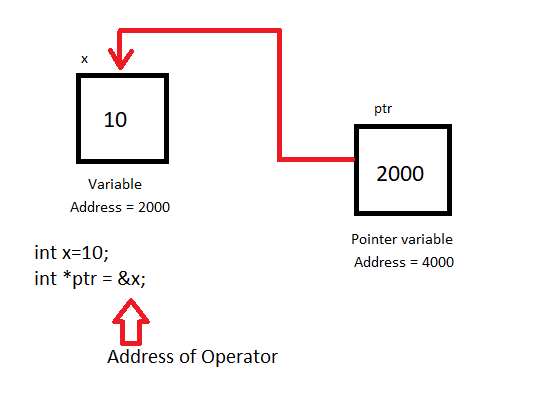 x
10
Variable
Address = 2000
ptr
2000
Pointer variable
Address = 4000
int x=10;
int *ptr = &x;
Address of Operator